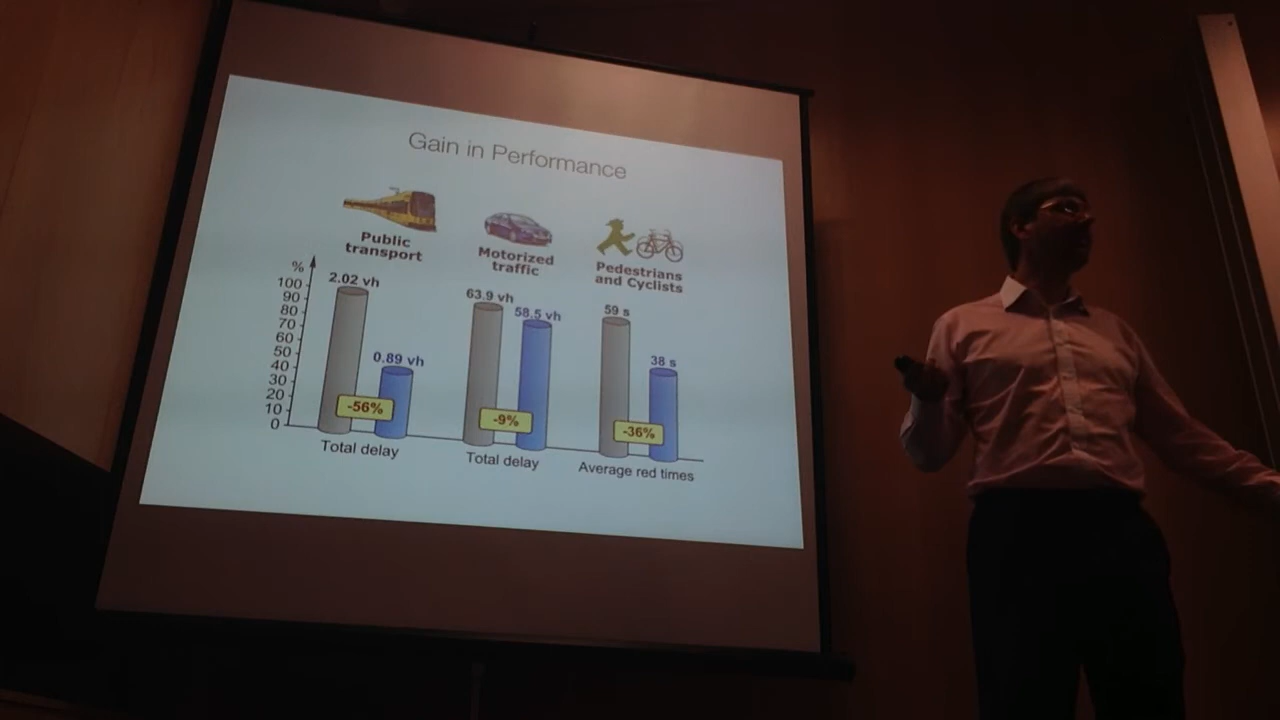 Gain in Performance
Public
transport
Motorized
traffic
Pedestrians
and Cyclists
%
100
90
80
70
60
50
40
30
20
10
0
2.02 vh
0.89 vh
-56%
63.9 vh
58.5 vh
-9%
59 s
38 s
-36%
Total delay
Total delay
Average red times